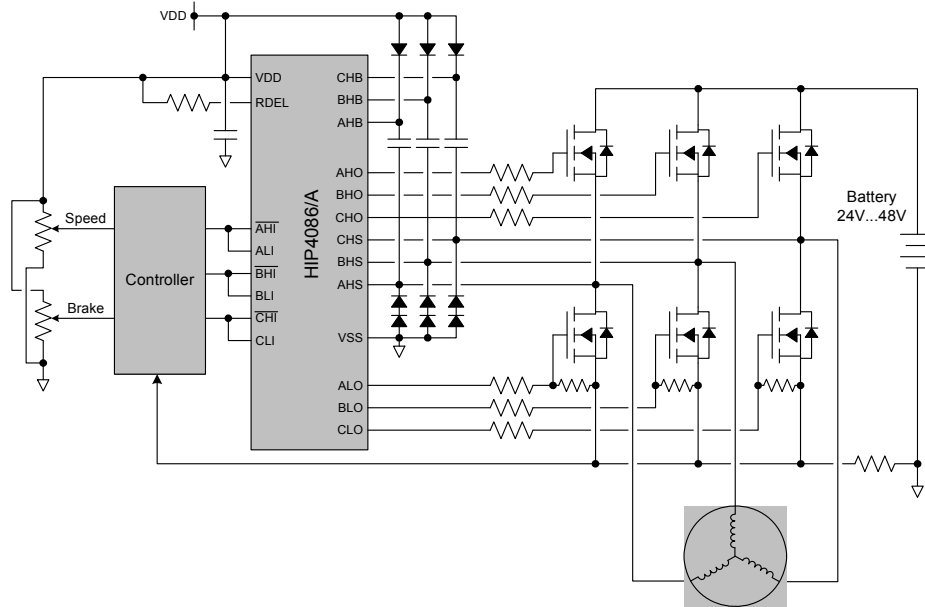 VDD
VDD
RDEL
CHB
BHB
AHB
AHO
BHO
CHO
CHS
BHS
AHS
VSS
ALO
BLO
CLO
HIP4086/A
AHI
ALI
BHI
BLI
CHI
CLI
Controller
Speed
Brake
Battery
24V...48V